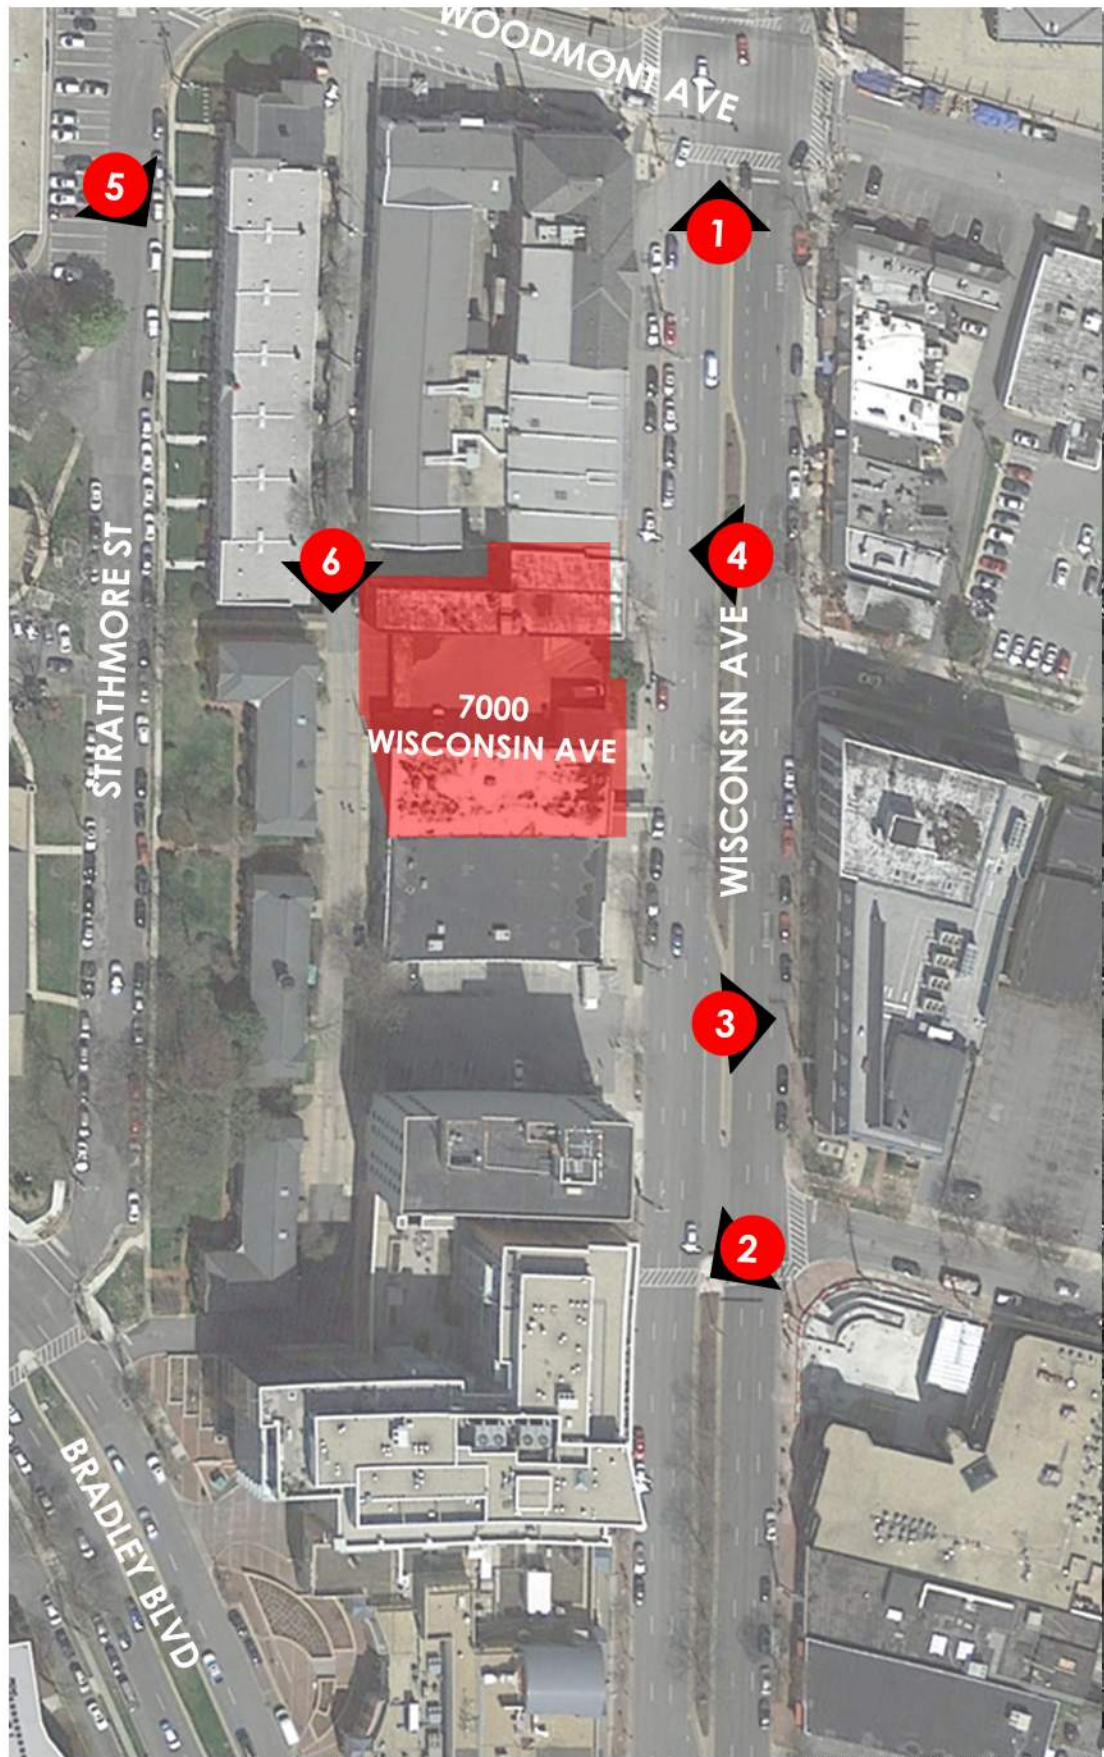 WOODMONT AVE
5
1
6
4
STRATHMORE ST
7000
WISCONSIN AVE
WISCONSIN AVE
3
2
BRADLEY BLVD